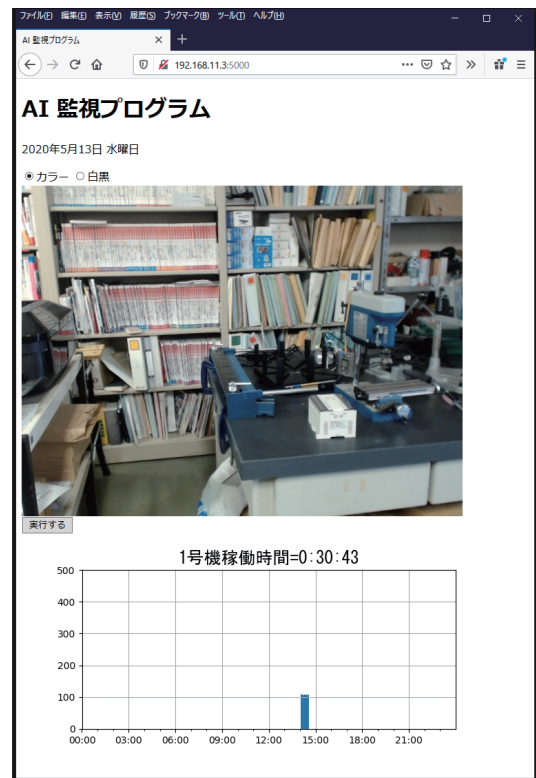 ファイル(F) 編集(E) 表示(V) 履歴(S) ブックマーク(B) ツール(T) ヘルプ(H)
AI 監視プログラム
192.168.11.3:5000
AI 監視プログラム
2020年5月13日 水曜日
カラー 白黒
実行する
1号機稼働時間=0:30:43
500
400
300
200
100
0
00:00 03:00 06:00 09:00 12:00 15:00 18:00 21:00